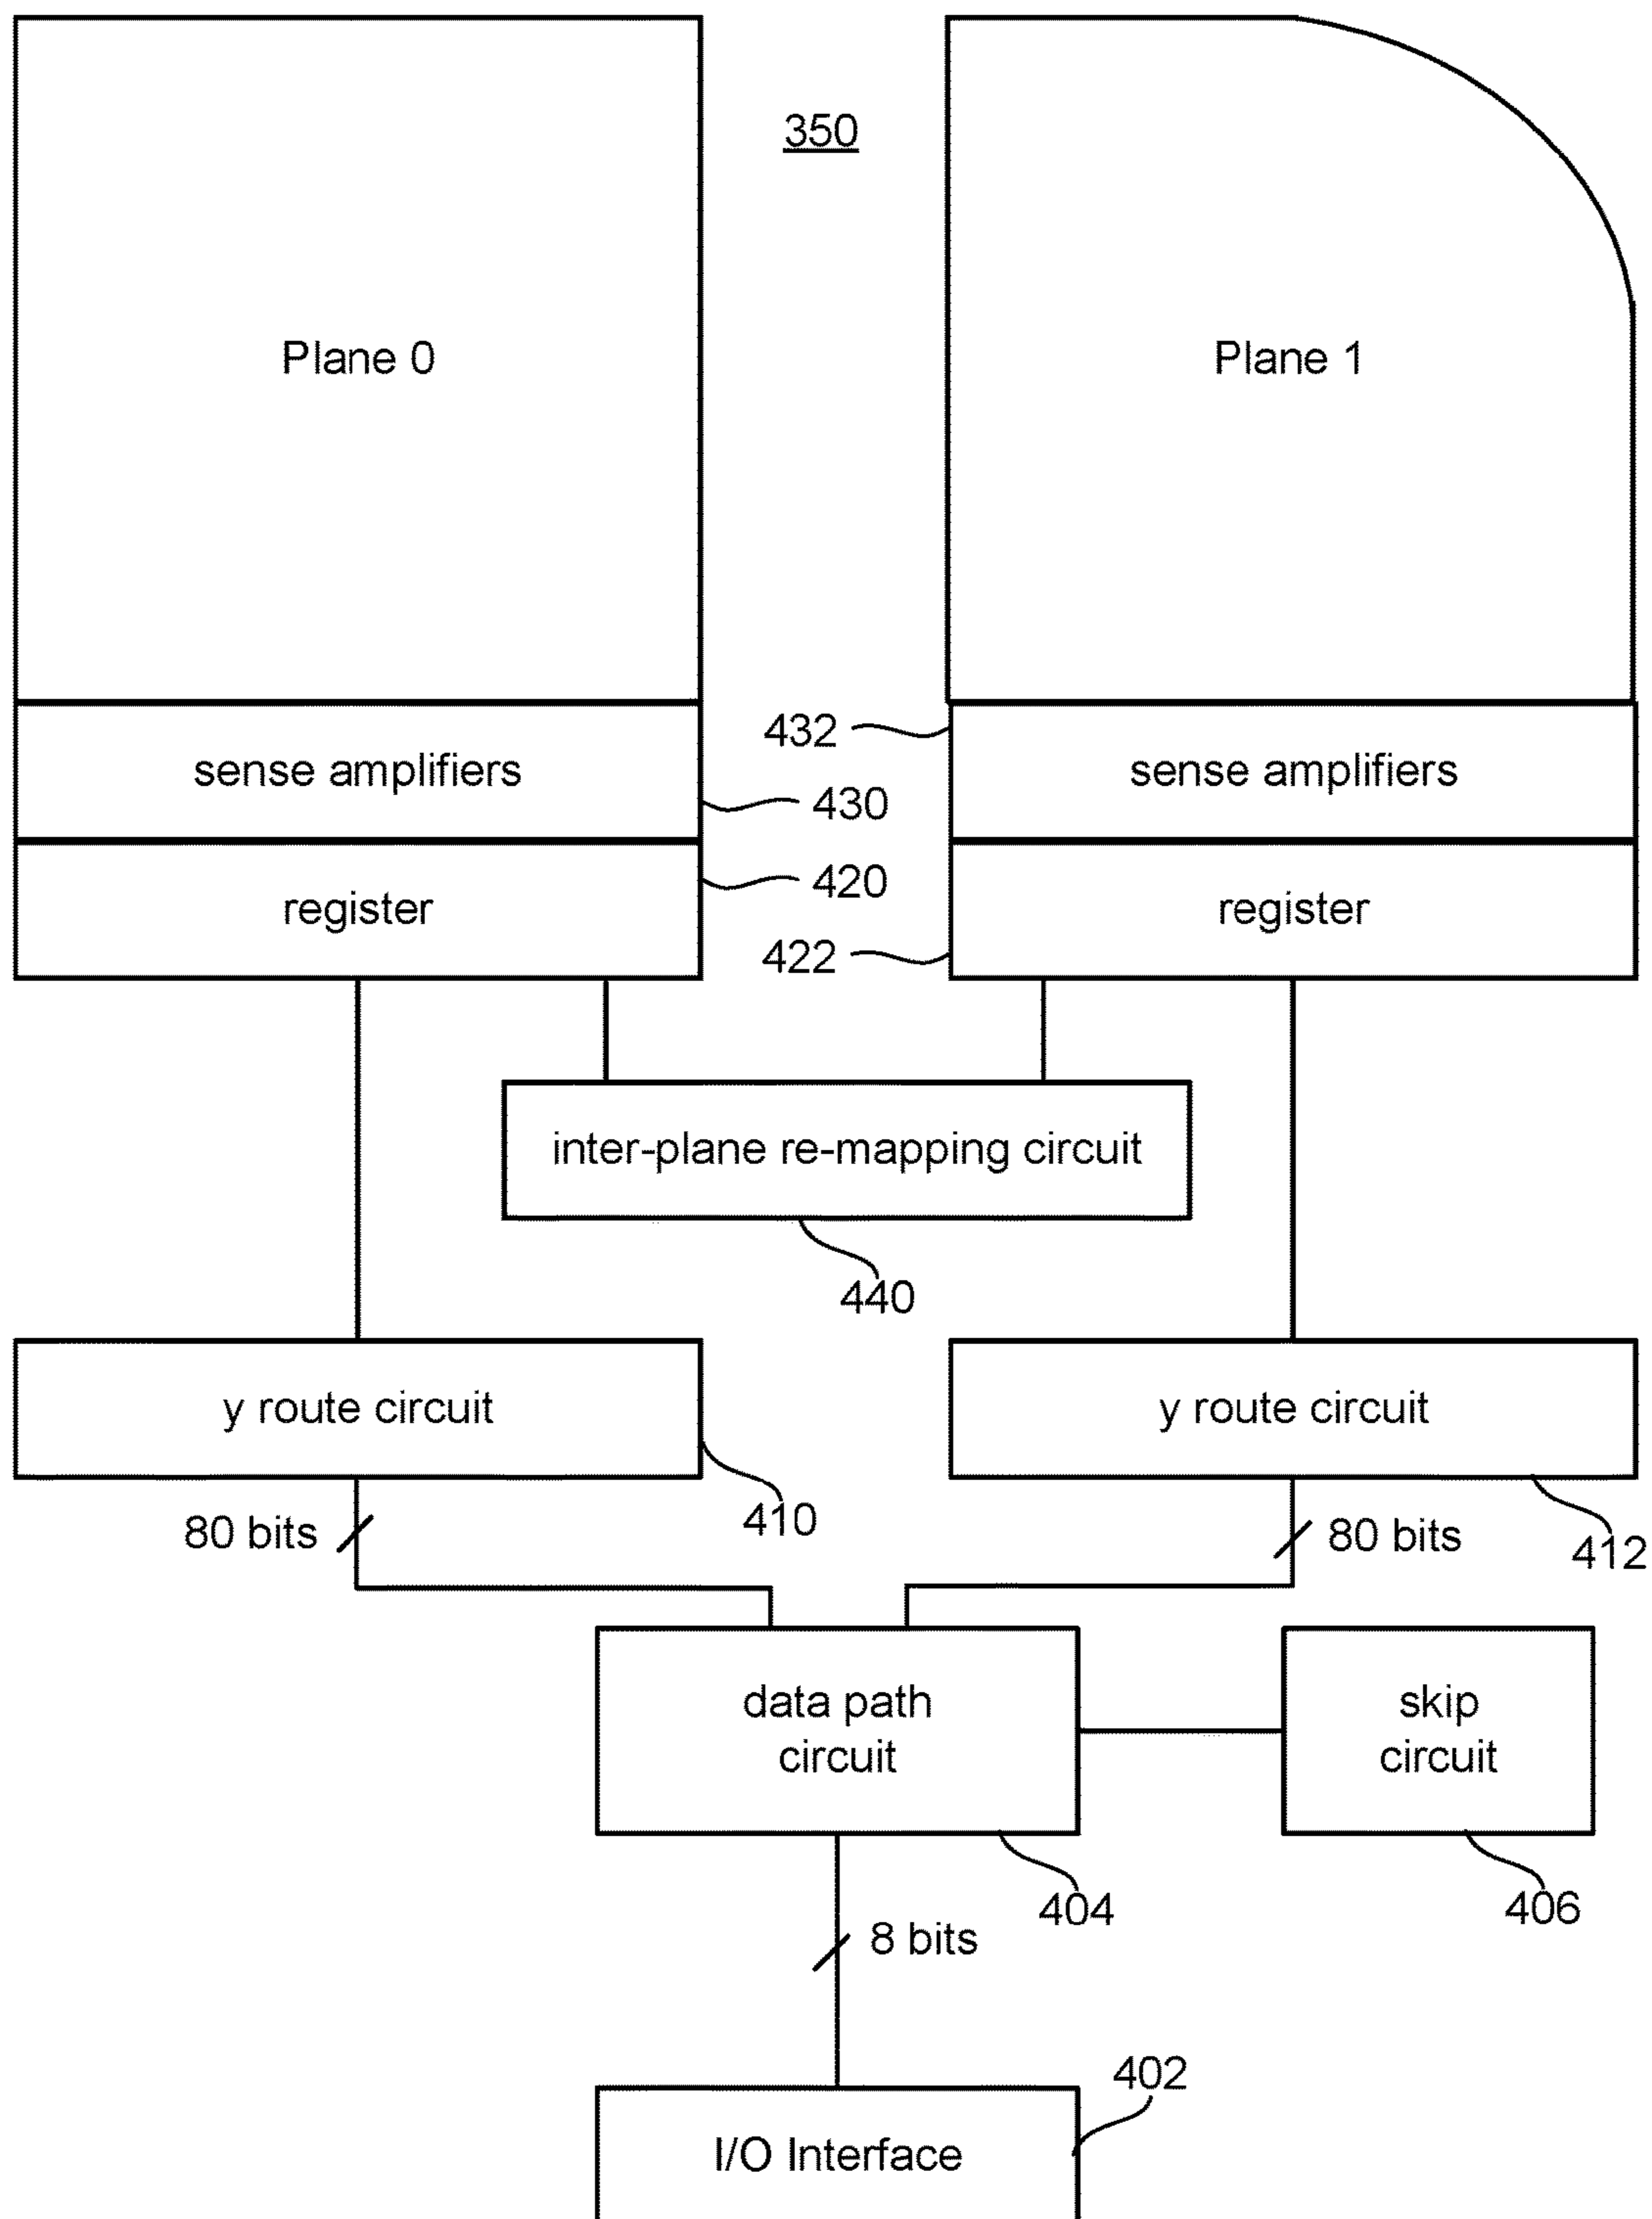 350
Plane 0
Plane 1
432
sense amplifiers
sense amplifiers
430
420
register
register
422
inter-plane re-mapping circuit
440
y route circuit
y route circuit
410
80 bits
80 bits
412
data path
circuit
skip
circuit
404
406
8 bits
402
I/O Interface